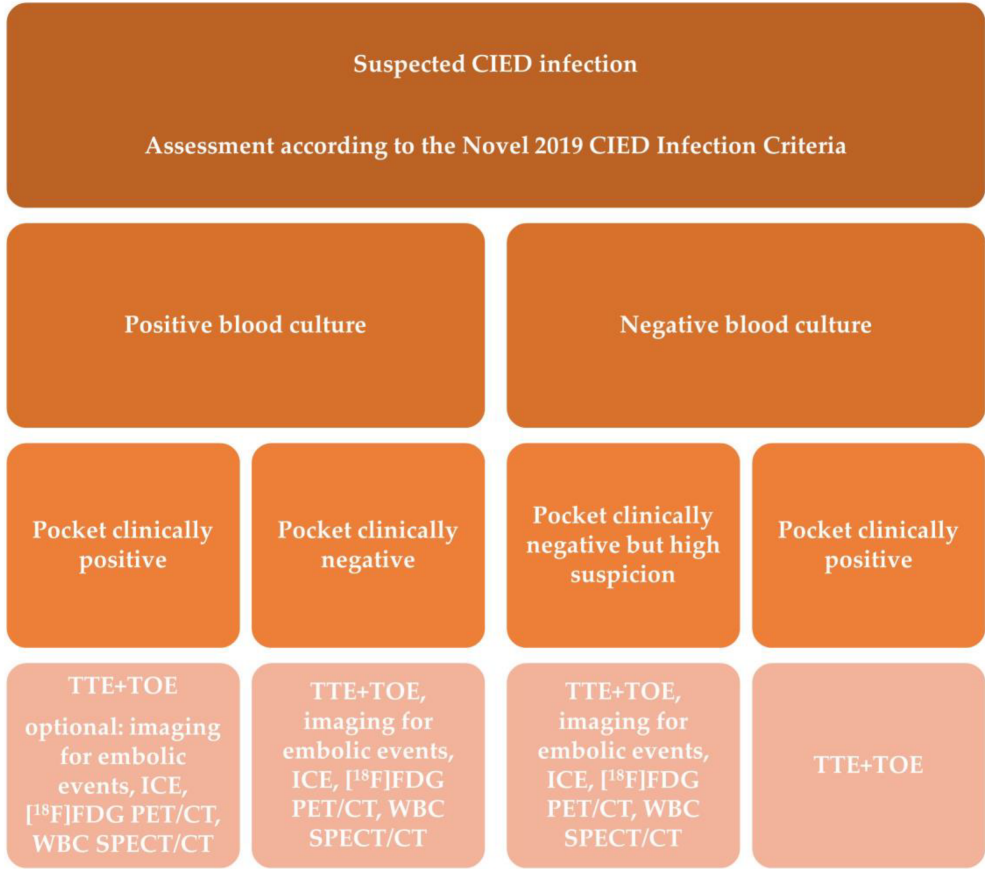 Suspected CIED infection
Assessment according to the Novel 2019 CIED Infection Criteria
Positive blood culture
Negative blood culture
Pocket clinically
positive
Pocket clinically
negative
Pocket clinically
negative but high
suspicion
Pocket clinically
positive
TTE+TOE
optional: imaging
for embolic
events, ICE,
[¹⁸F]FDG PET/CT,
WBC SPECT/CT
TTE+TOE,
imaging for
embolic events,
ICE, [¹⁸F]FDG
PET/CT, WBC
SPECT/CT
TTE+TOE,
imaging for
embolic events,
ICE, [¹⁸F]FDG
PET/CT, WBC
SPECT/CT
TTE+TOE